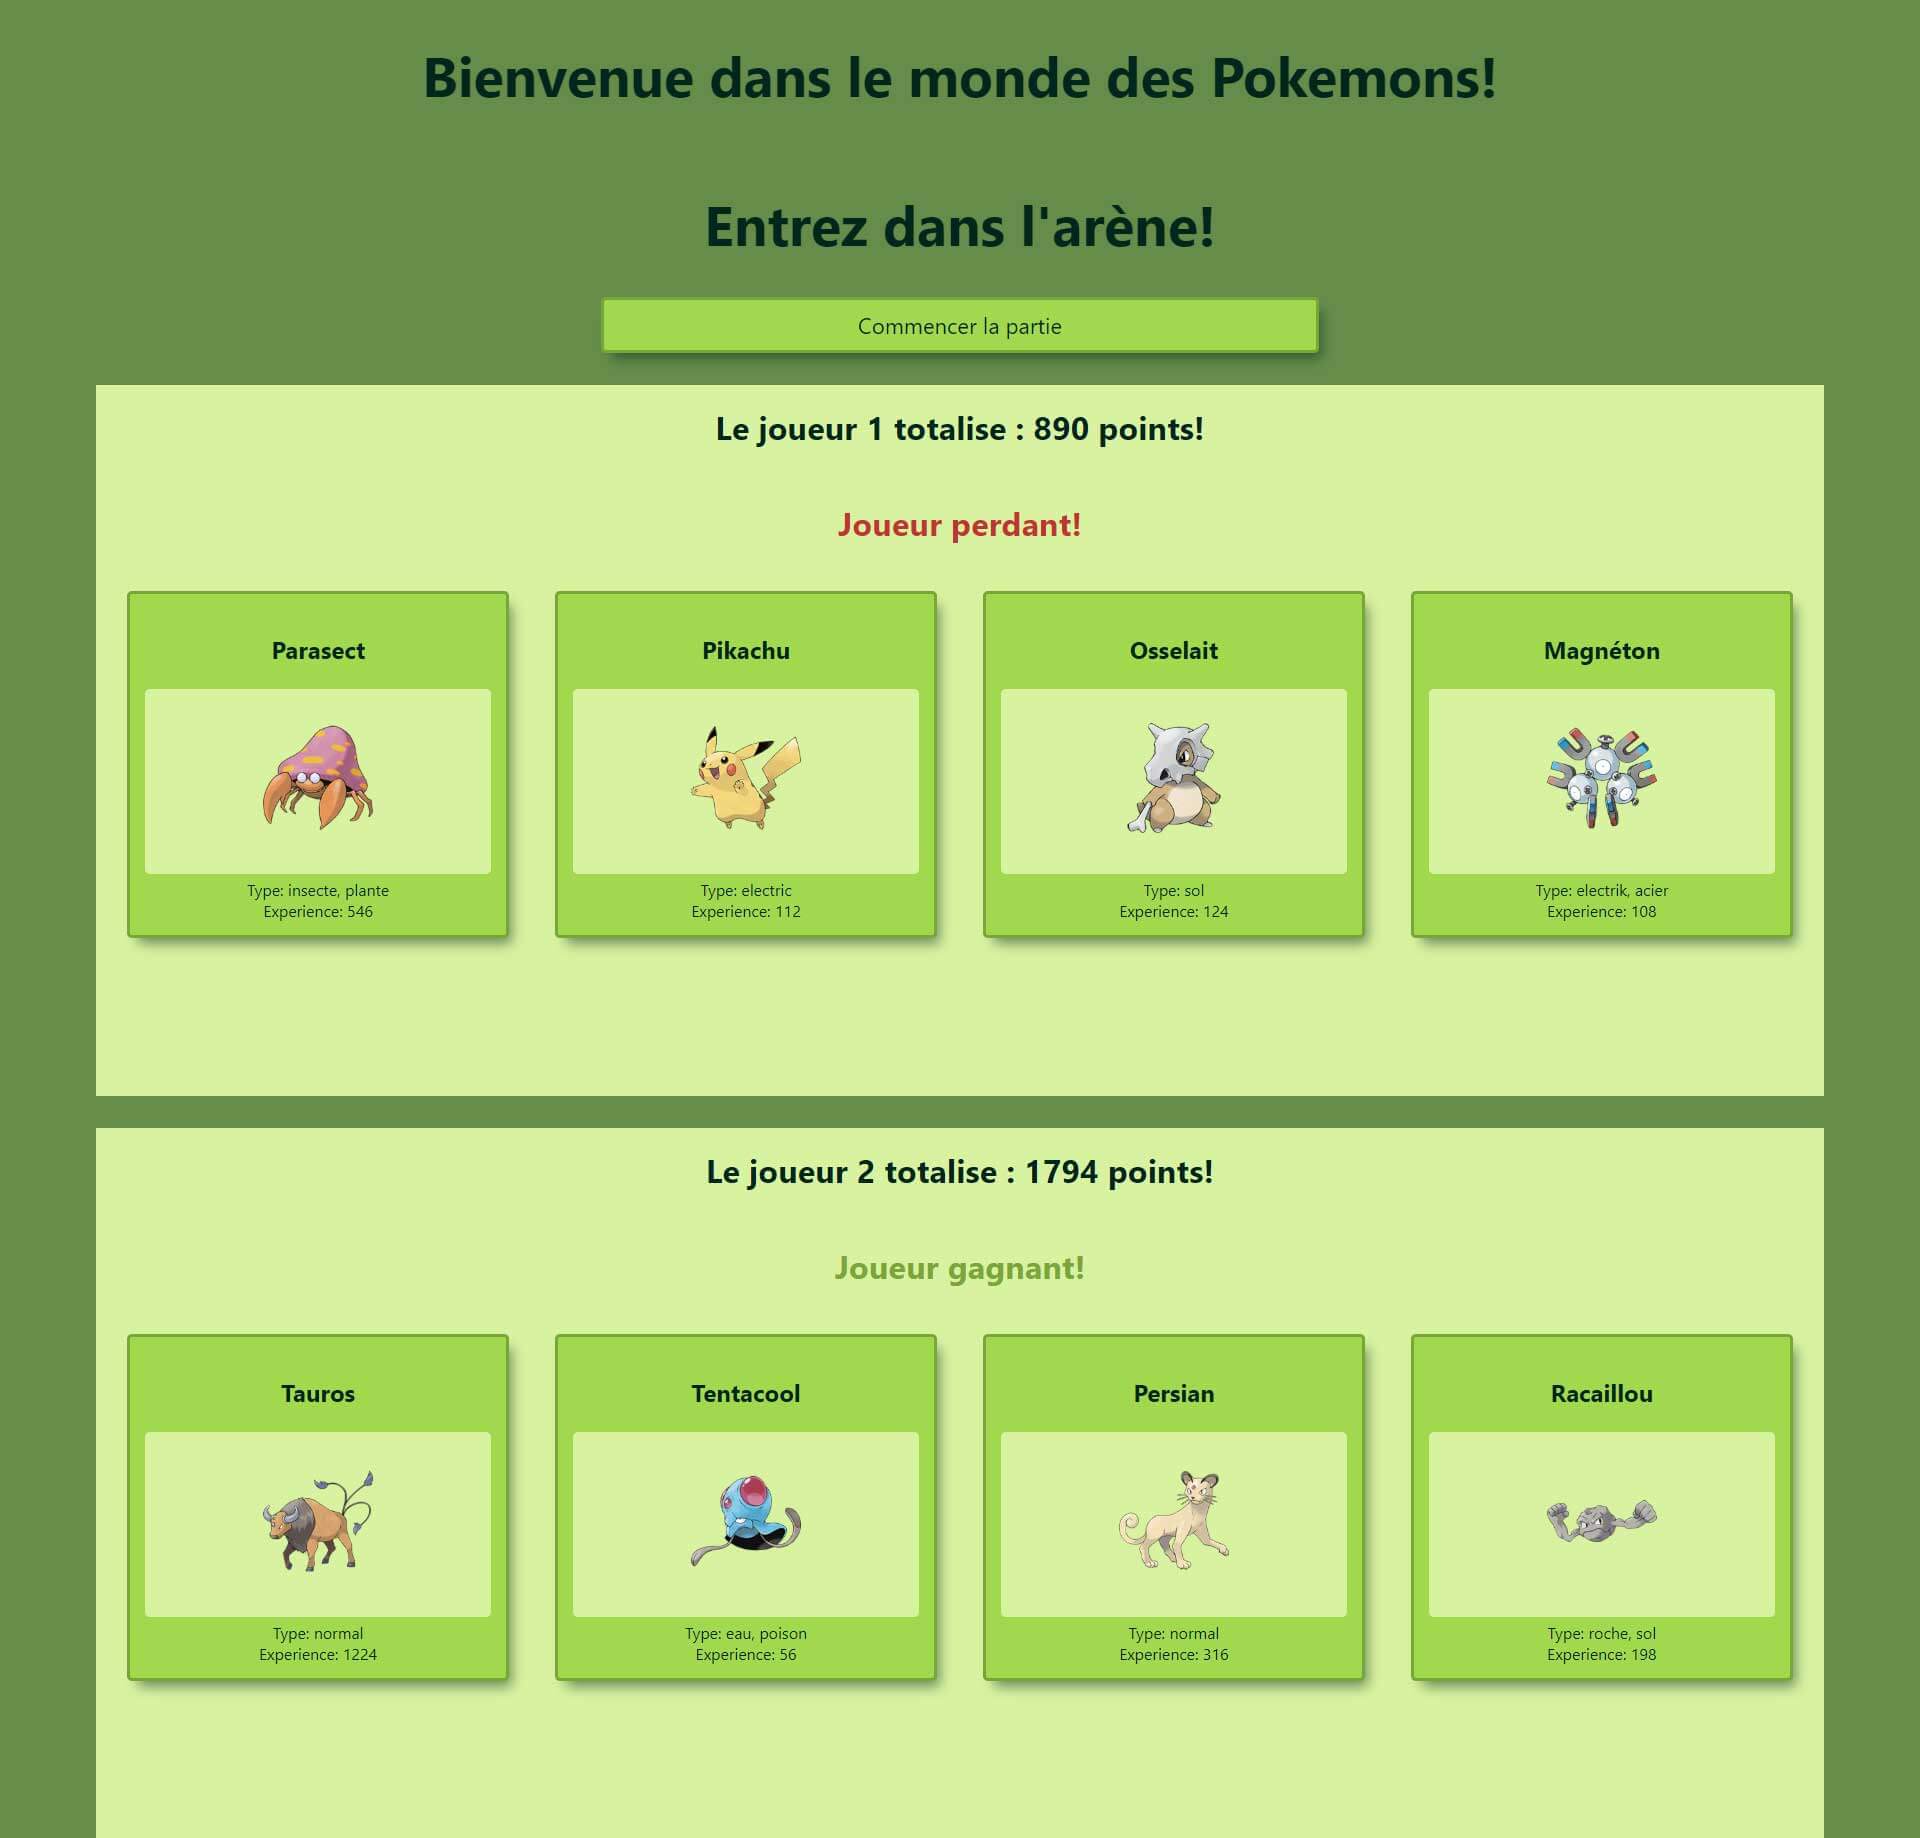 Bienvenue dans le monde des Pokemons!
Entrez dans l'arène!
Commencer la partie
Le joueur 1 totalise : 890 points!
Joueur perdant!
Parasect
Type: insecte, plante
Experience: 546
Pikachu
Type: electric
Experience: 112
Osselait
Type: sol
Experience: 124
Magnéton
Type: electrik, acier
Experience: 108
Le joueur 2 totalise : 1794 points!
Joueur gagnant!
Tauros
Type: normal
Experience: 1224
Tentacool
Type: eau, poison
Experience: 56
Persian
Type: normal
Experience: 316
Racaillou
Type: roche, sol
Experience: 198